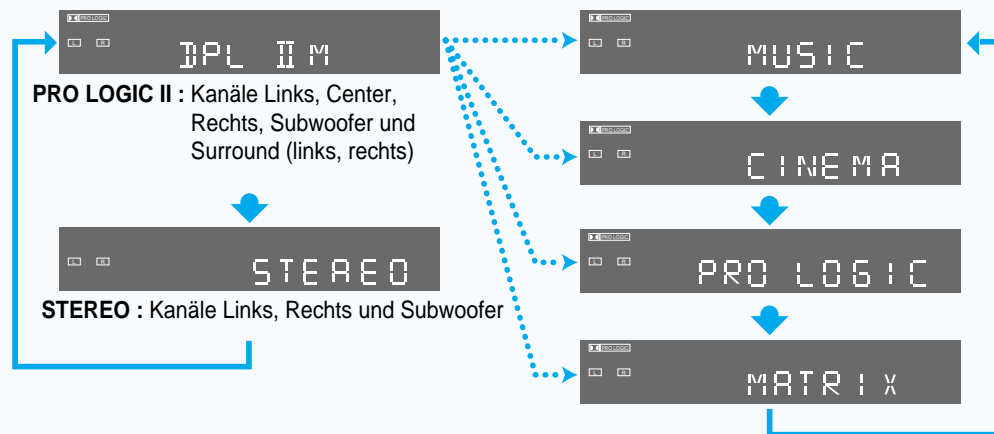 PRO LOGIC
L R
DPL II M
PRO LOGIC II : Kanäle Links, Center,
Rechts, Subwoofer und
Surround (links, rechts)
L R
STEREO
STEREO : Kanäle Links, Rechts und Subwoofer
PRO LOGIC
L R
MUSIC
PRO LOGIC
L R
CINEMA
PRO LOGIC
L R
PRO LOGIC
PRO LOGIC
L R
MATRIX